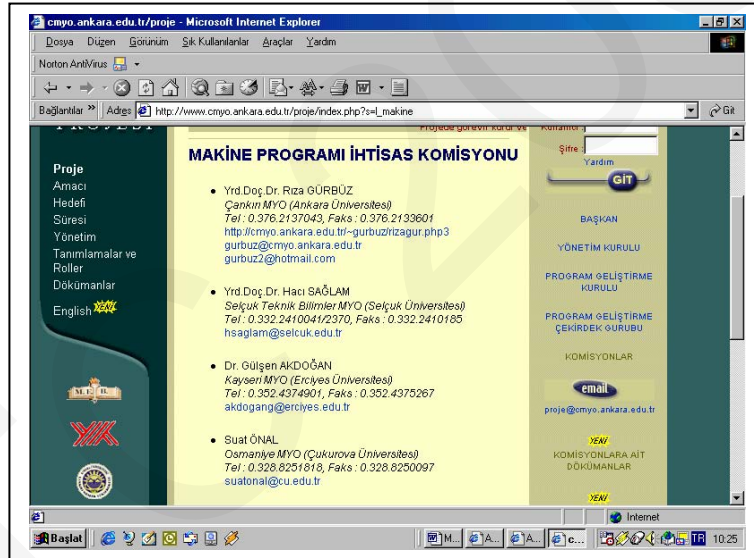 cmyo.ankara.edu.tr/proje - Microsoft Internet Explorer
Dosya Düzen Görünüm Sık Kullanılanlar Araçlar Yardım
Norton AntiVirus
Bağlantılar » Adres http://www.cmyo.ankara.edu.tr/proje/index.php?s=l_makine Git
PROJESİ
Proje
Amacı
Hedefi
Süresi
Yönetim
Tanımlamalar ve
Roller
Dökümanlar
English YENİ
M.E.B.
YÖK
MAKİNE PROGRAMI İHTİSAS KOMİSYONU
• Yrd.Doç.Dr. Rıza GÜRBÜZ
Çankırı MYO (Ankara Üniversitesi)
Tel : 0.376.2137043, Faks : 0.376.2133601
http://cmyo.ankara.edu.tr/~gurbuz/rizagur.php3
gurbuz@cmyo.ankara.edu.tr
gurbuz2@hotmail.com
• Yrd.Doç.Dr. Hacı SAĞLAM
Selçuk Teknik Bilimler MYO (Selçuk Üniversitesi)
Tel : 0.332.2410041/2370, Faks : 0.332.2410185
hsaglam@selcuk.edu.tr
• Dr. Gülşen AKDOĞAN
Kayseri MYO (Erciyes Üniversitesi)
Tel : 0.352.4374901, Faks : 0.352.4375267
akdogang@erciyes.edu.tr
• Suat ÖNAL
Osmaniye MYO (Çukurova Üniversitesi)
Tel : 0.328.8251818, Faks : 0.328.8250097
suatonal@cu.edu.tr
Şifre :
Yardım
GİT
BAŞKAN
YÖNETİM KURULU
PROGRAM GELİŞTİRME
KURULU
PROGRAM GELİŞTİRME
ÇEKİRDEK GURUBU
KOMİSYONLAR
email
proje@cmyo.ankara.edu.tr
YENİ
KOMİSYONLARA AİT
DÖKÜMANLAR
YENİ
Internet
Başlat M... A... A... c... TR 10:25